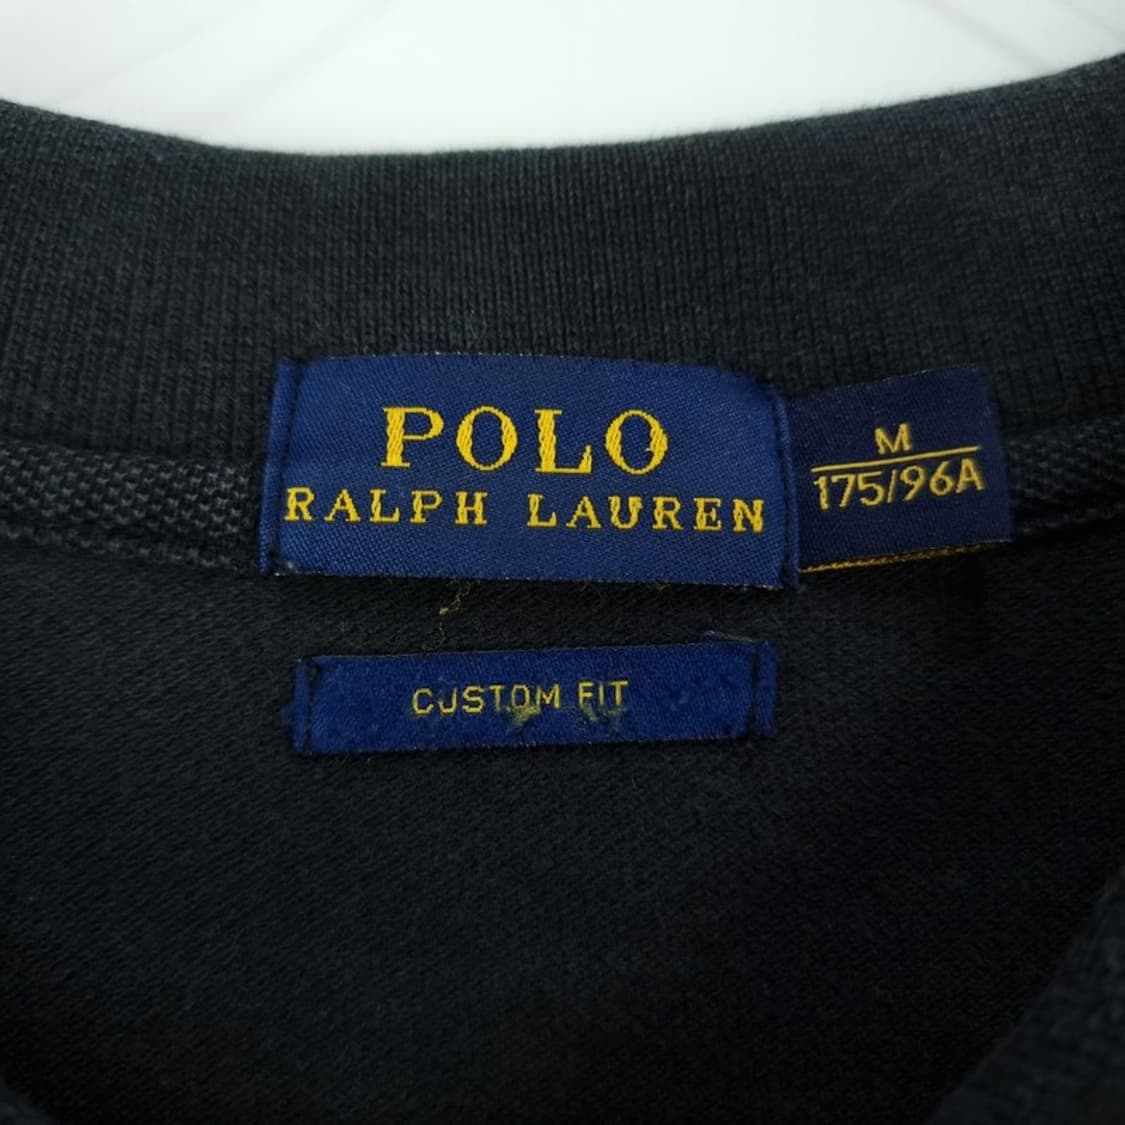 POLO
RALPH LAUREN
M
175/96A
CUSTOM FIT